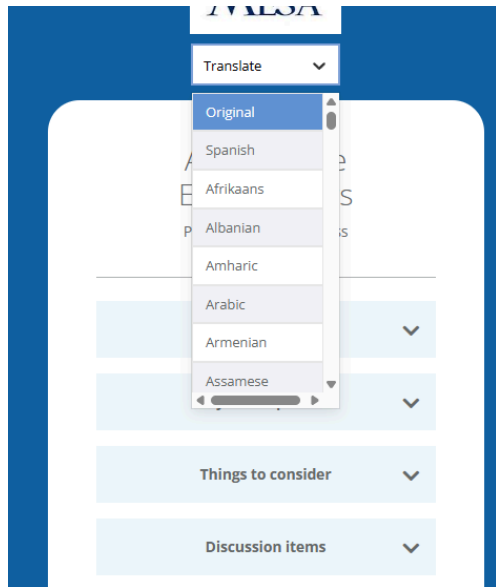 Translate
Original
Spanish
Afrikaans
Albanian
Amharic
Arabic
Armenian
Assamese
Things to consider
Discussion items